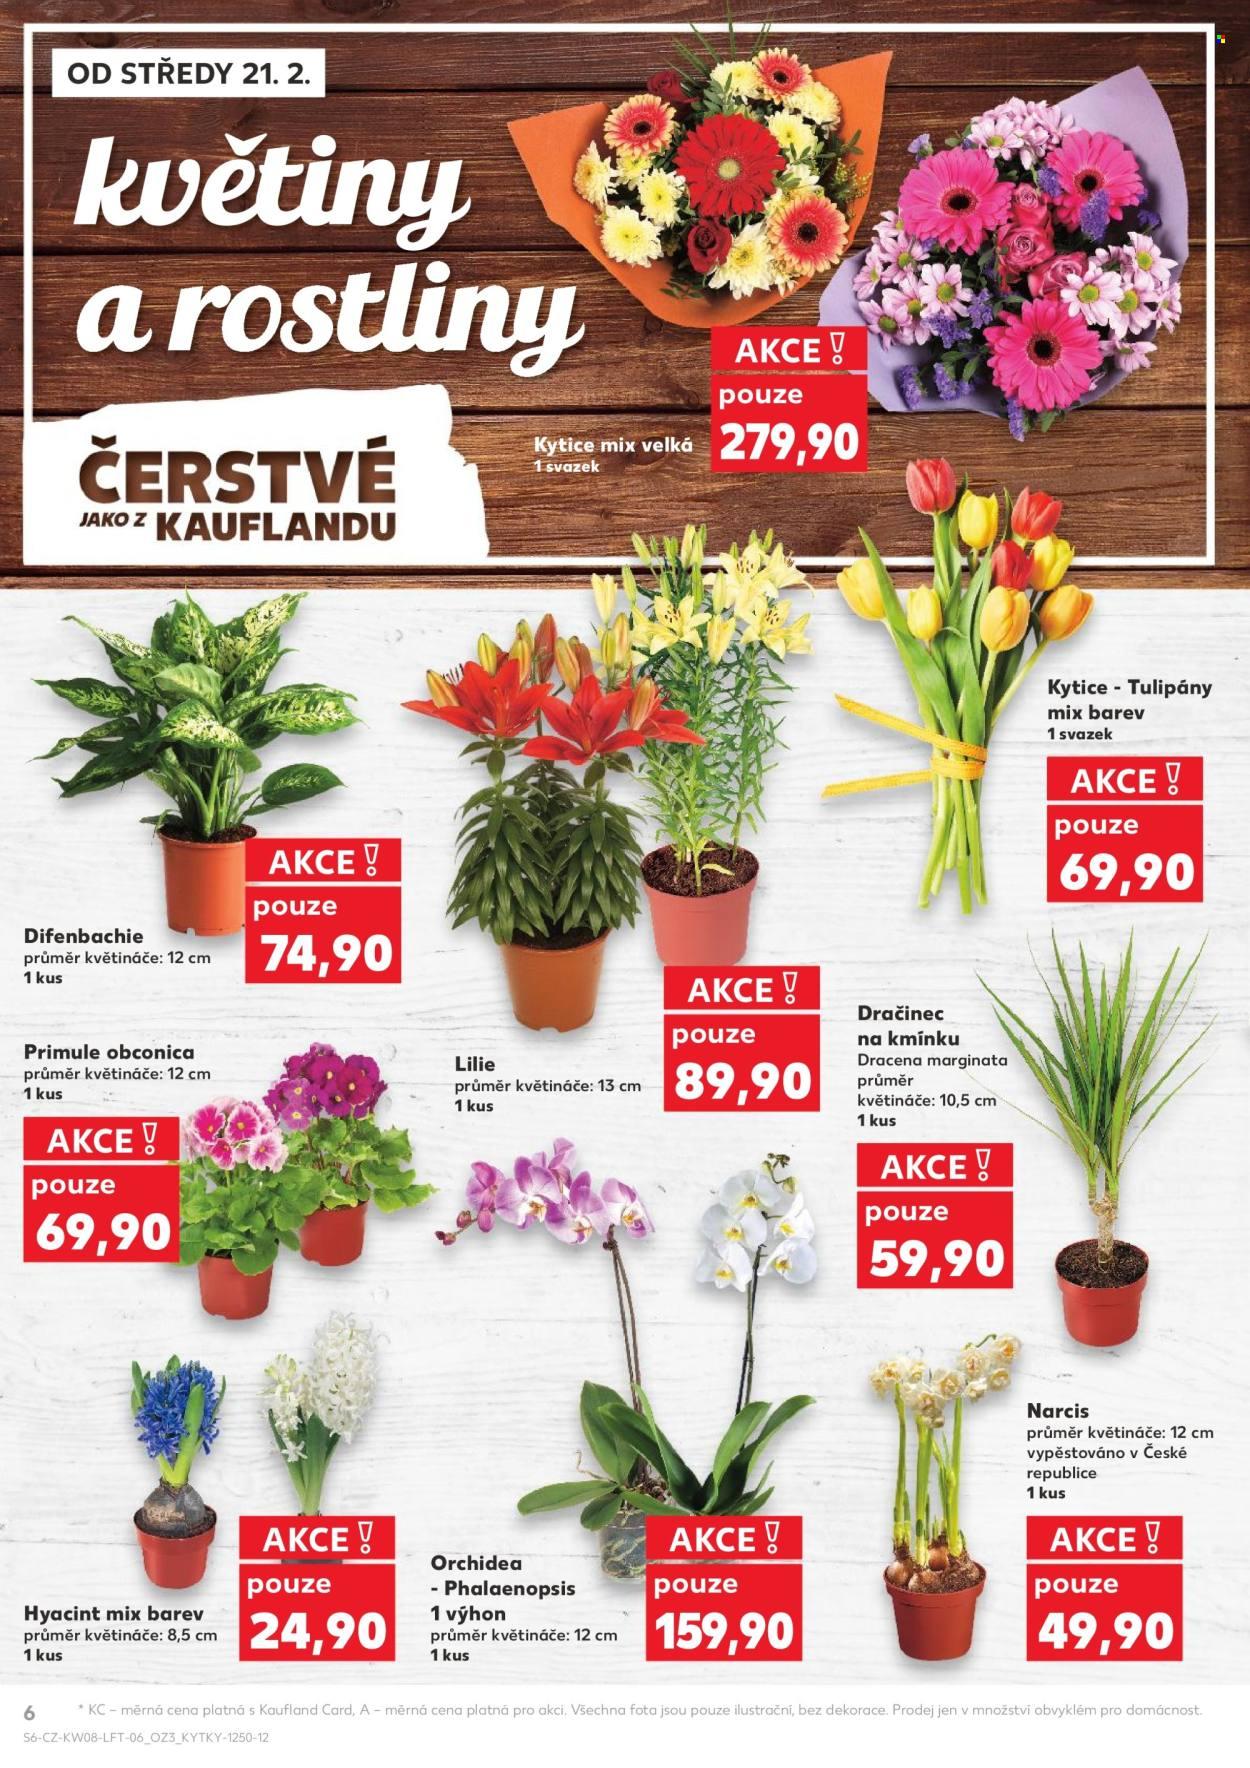 OD STŘEDY 21. 2.
květiny
a rostliny
ČERSTVÉ
JAKO Z KAUFLANDU
Kytice mix velká
1 svazek
AKCE!
pouze
279,90
Kytice - Tulipány
mix barev
1 svazek
AKCE!
pouze
69,90
Difenbachie
průměr květináče: 12 cm
1 kus
AKCE!
pouze
74,90
Lilie
průměr květináče: 13 cm
1 kus
AKCE!
pouze
89,90
Dračinec
na kmínku
Dracena marginata
průměr
květináče: 10,5 cm
1 kus
AKCE!
pouze
59,90
Primule obconica
průměr květináče: 12 cm
1 kus
AKCE!
pouze
69,90
Hyacint mix barev
průměr květináče: 8,5 cm
1 kus
AKCE!
pouze
24,90
Orchidea
- Phalaenopsis
1 výhon
průměr květináče: 12 cm
1 kus
AKCE!
pouze
159,90
Narcis
průměr květináče: 12 cm
vypěstováno v České
republice
1 kus
AKCE!
pouze
49,90
6
* KC – měrná cena platná s Kaufland Card, A – měrná cena platná pro akci. Všechna fota jsou pouze ilustrační, bez dekorace. Prodej jen v množství obvyklém pro domácnost.
S6-CZ-KW08-LFT-06_OZ3_KYTKY-1250-12